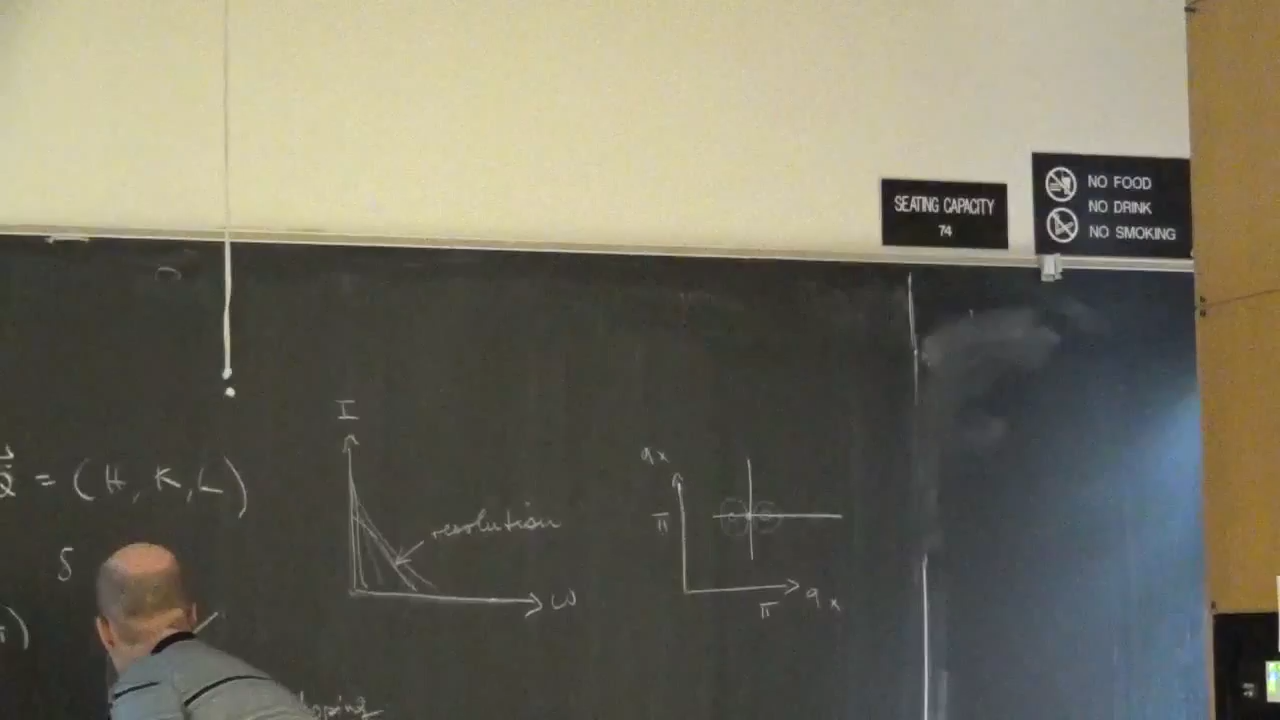 SEATING CAPACITY
74
NO FOOD
NO DRINK
NO SMOKING
I
Q = (H, K, L)
resolution
ω
qx
π
π
qx
δ